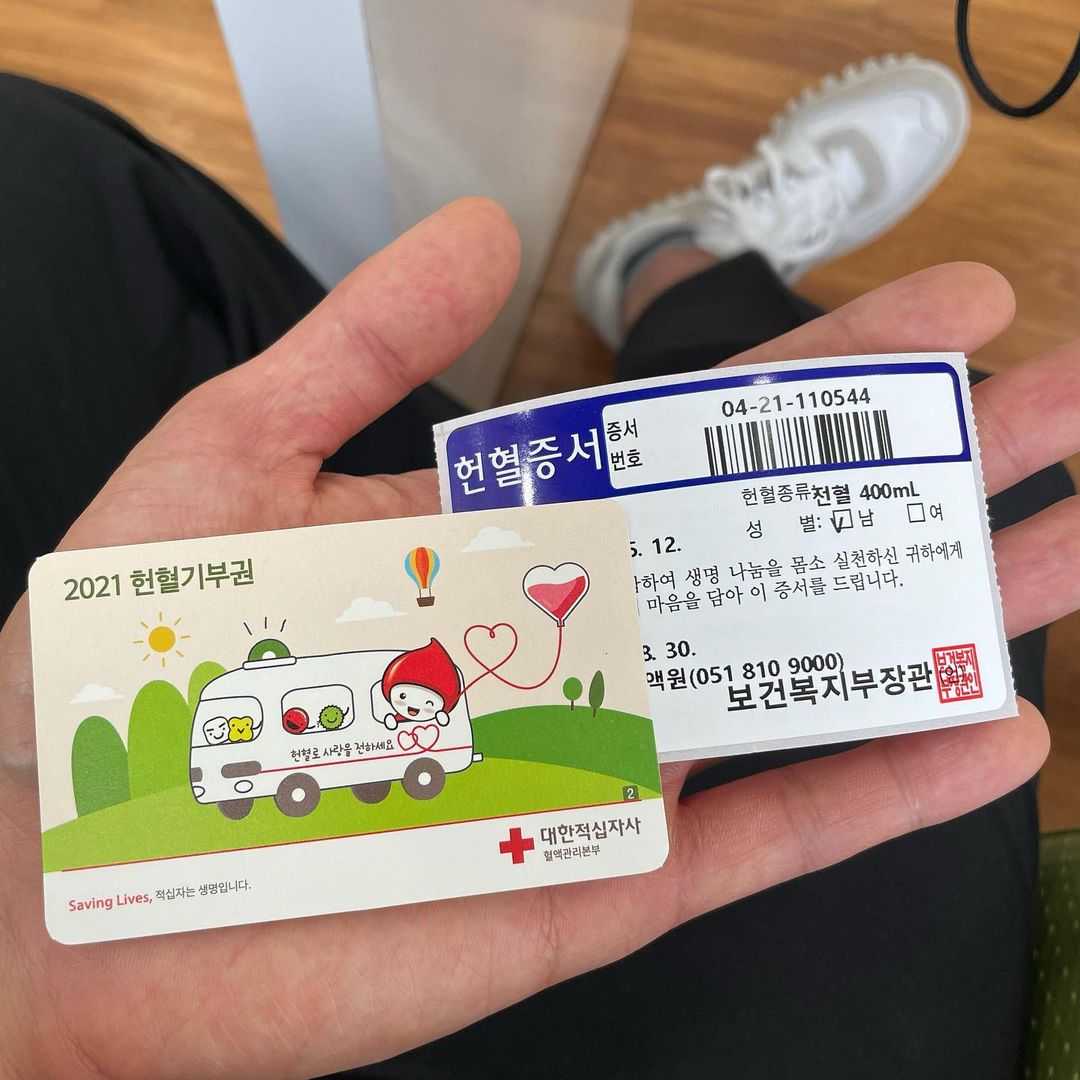 2021 헌혈기부권
헌혈로 사랑을 전하세요
2
대한적십자사
혈액관리본부
Saving Lives, 적십자는 생명입니다.
헌혈증서
증서
번호
04-21-110544
헌혈종류:전혈 400mL
성 별: ☑남 ☐여
5. 12.
하여 생명 나눔을 몸소 실천하신 귀하에게
마음을 담아 이 증서를 드립니다.
8. 30.
액원(051 810 9000)
보건복지부장관